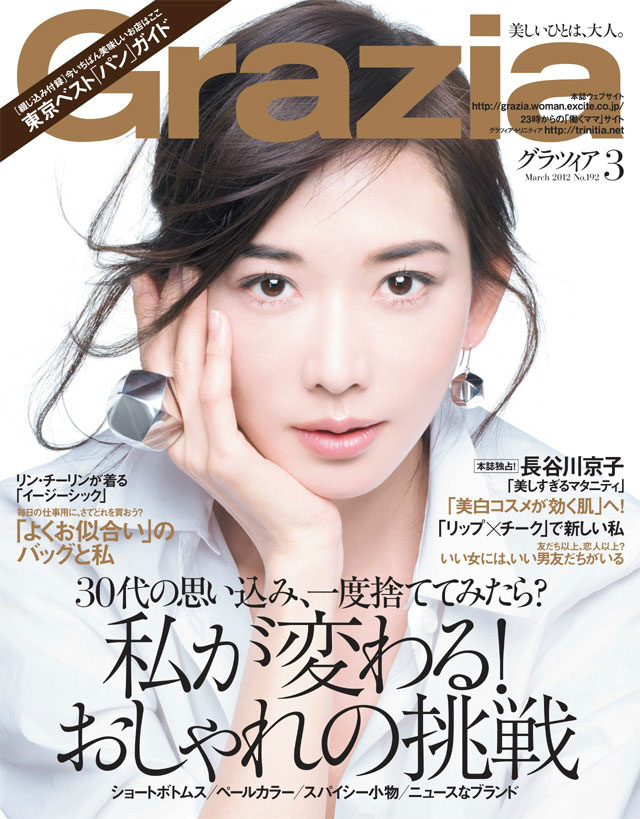 「綴じ込み付録」今いちばん美味しいお店はここ
東京ベスト「パン」ガイド
Grazia
美しいひとは、大人。
本誌ウェブサイト
http://grazia.woman.excite.co.jp/
23時からの「働くママ」サイト
グラツィア・トリニティア http://trinitia.net
グラツィア 3
March 2012 No.192
リン・チーリンが着る
「イージーシック」
毎日の仕事用に、さてどれを買おう?
「よくお似合い」の
バッグと私
本誌独占! 長谷川京子
「美しすぎるマタニティ」
「美白コスメが効く肌」へ!
「リップ×チーク」で新しい私
友だち以上、恋人以上?
いい女には、いい男友だちがいる
30代の思い込み、一度捨ててみたら?
私が変わる!
おしゃれの挑戦
ショートボトムス/ペールカラー/スパイシー小物/ニュースなブランド